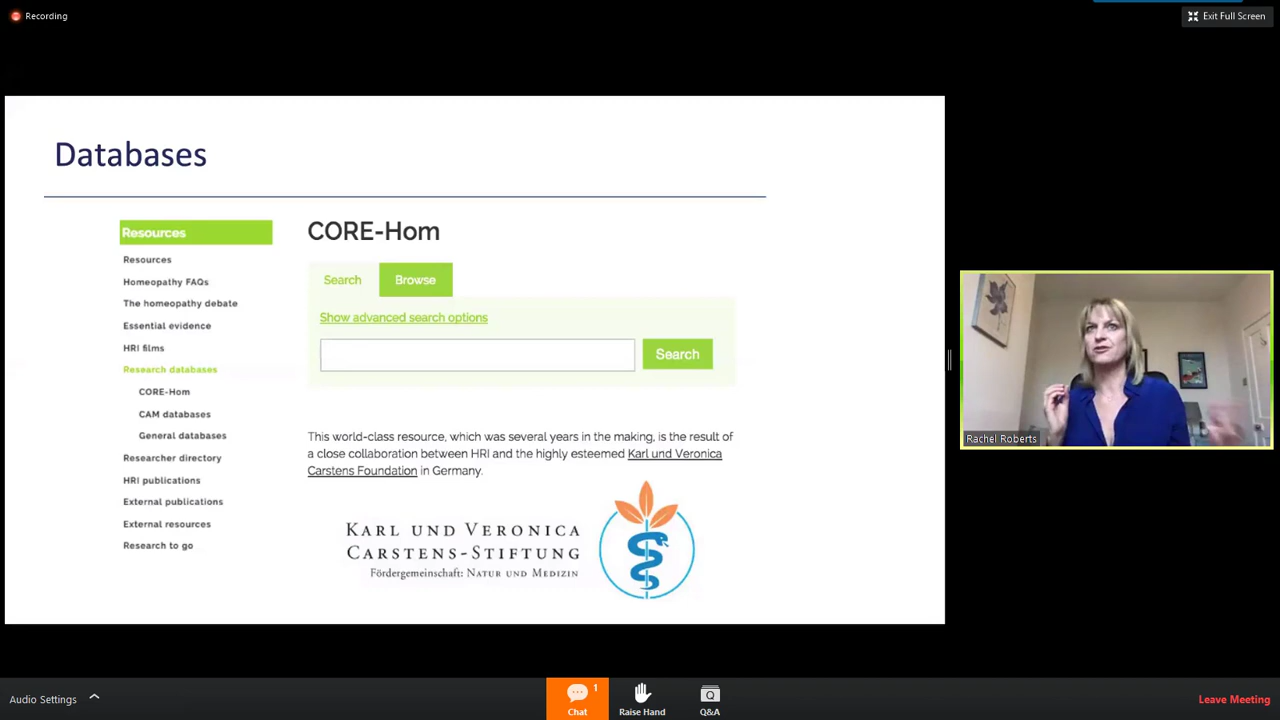 Recording
Exit Full Screen
Databases
Resources
Resources
Homeopathy FAQs
The homeopathy debate
Essential evidence
HRI films
Research databases
CORE-Hom
CAM databases
General databases
Researcher directory
HRI publications
External publications
External resources
Research to go
CORE-Hom
Search
Browse
Show advanced search options
Search
This world-class resource, which was several years in the making, is the result
of a close collaboration between HRI and the highly esteemed Karl und Veronica
Carstens Foundation in Germany.
KARL UND VERONICA
CARSTENS-STIFTUNG
Fördergemeinschaft: NATUR UND MEDIZIN
Rachel Roberts
Audio Settings
1
Chat
Raise Hand
Q
Q&A
Leave Meeting